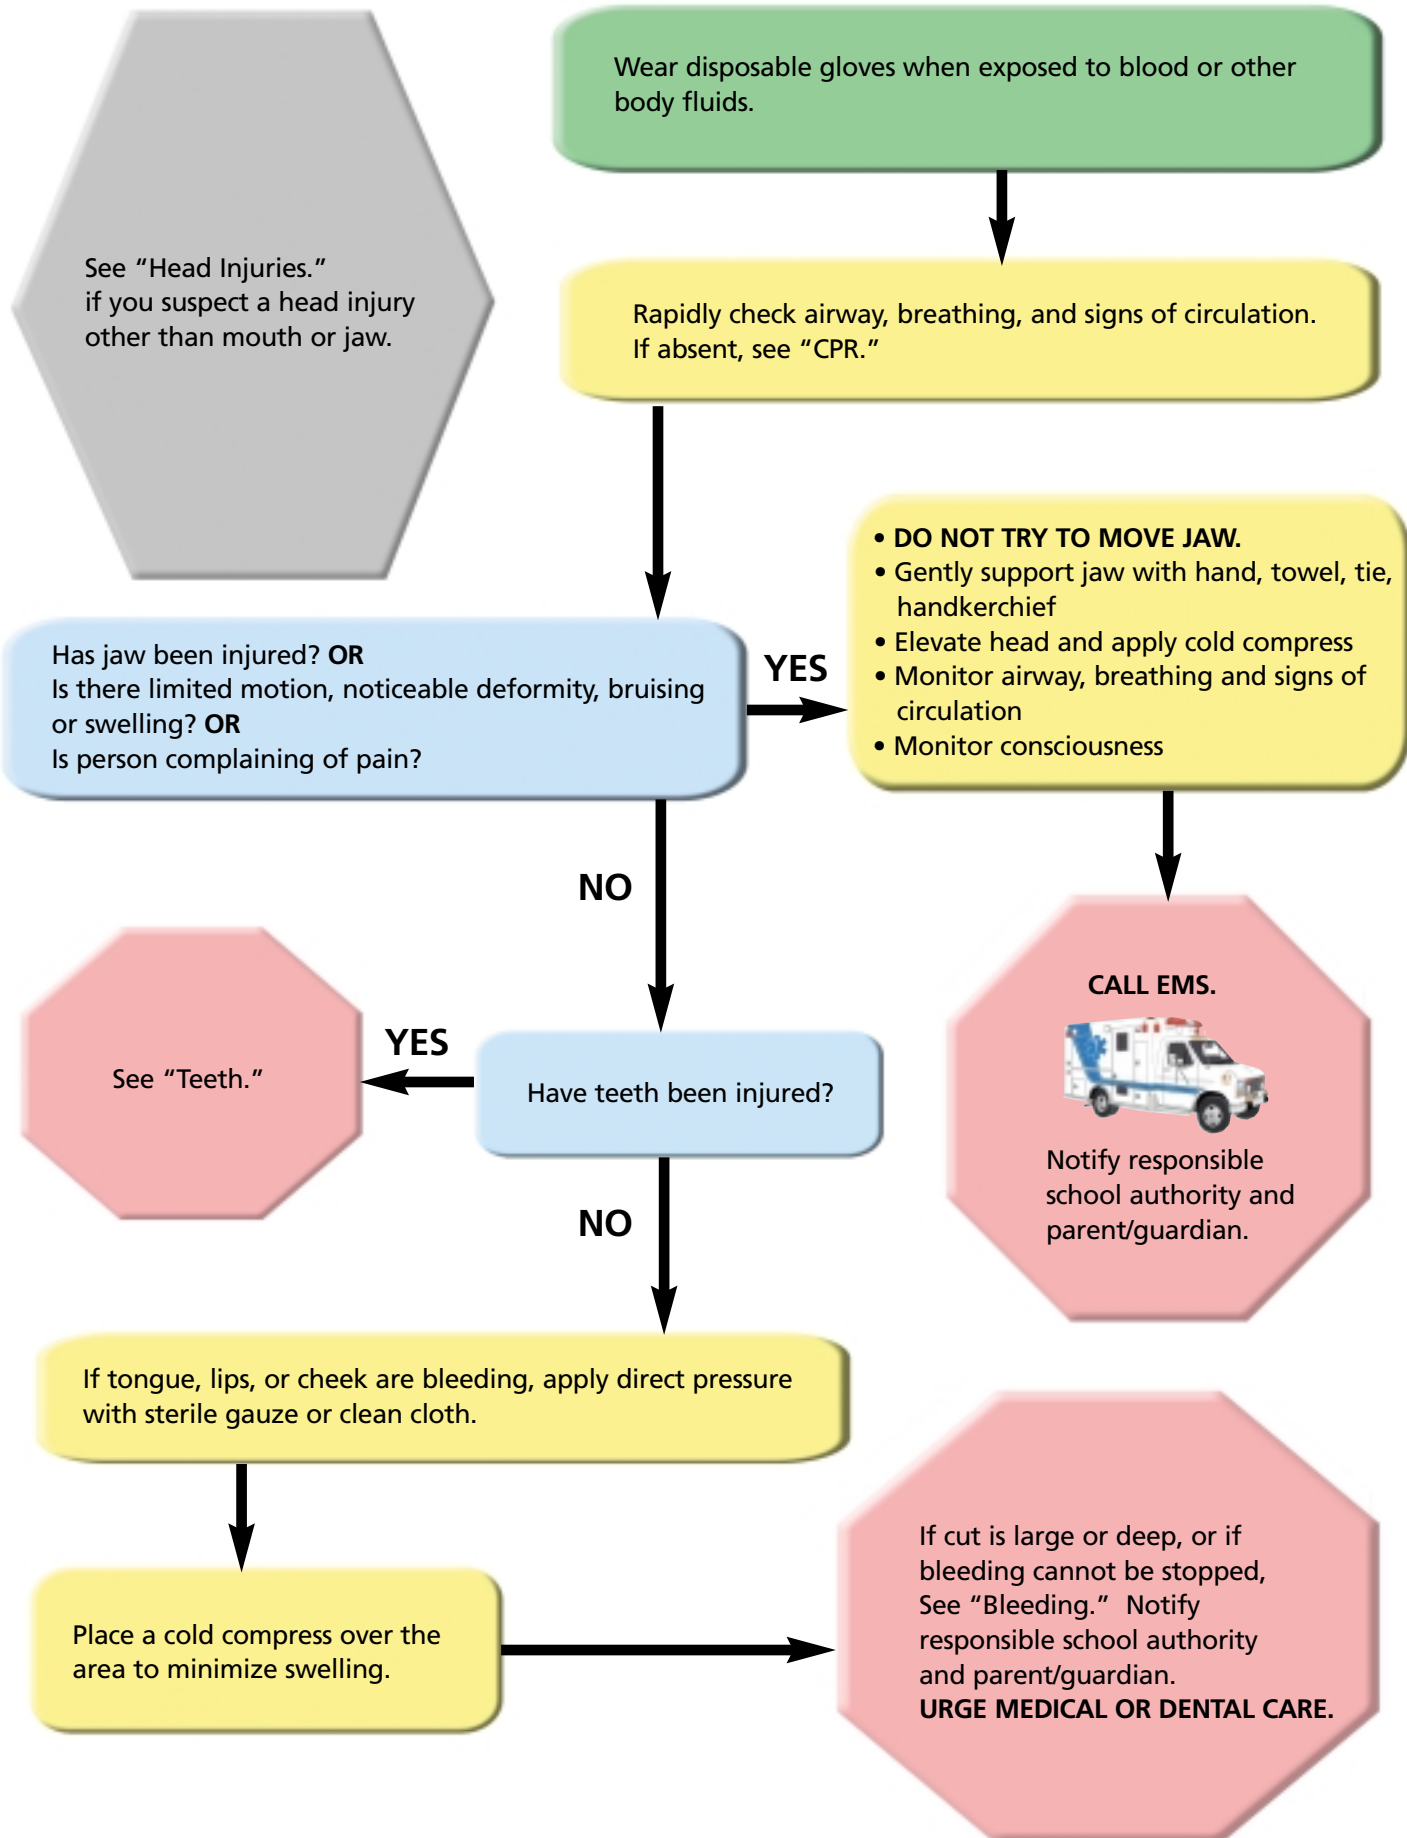 Wear disposable gloves when exposed to blood or other
body fluids.
See “Head Injuries.”
if you suspect a head injury
other than mouth or jaw.
Rapidly check airway, breathing, and signs of circulation.
If absent, see “CPR.”
• DO NOT TRY TO MOVE JAW.
• Gently support jaw with hand, towel, tie,
handkerchief
• Elevate head and apply cold compress
• Monitor airway, breathing and signs of
circulation
• Monitor consciousness
Has jaw been injured? OR
Is there limited motion, noticeable deformity, bruising
or swelling? OR
Is person complaining of pain?
YES
NO
CALL EMS.
Notify responsible
school authority and
parent/guardian.
Have teeth been injured?
YES
See “Teeth.”
NO
If tongue, lips, or cheek are bleeding, apply direct pressure
with sterile gauze or clean cloth.
Place a cold compress over the
area to minimize swelling.
If cut is large or deep, or if
bleeding cannot be stopped,
See “Bleeding.”  Notify
responsible school authority
and parent/guardian.
URGE MEDICAL OR DENTAL CARE.